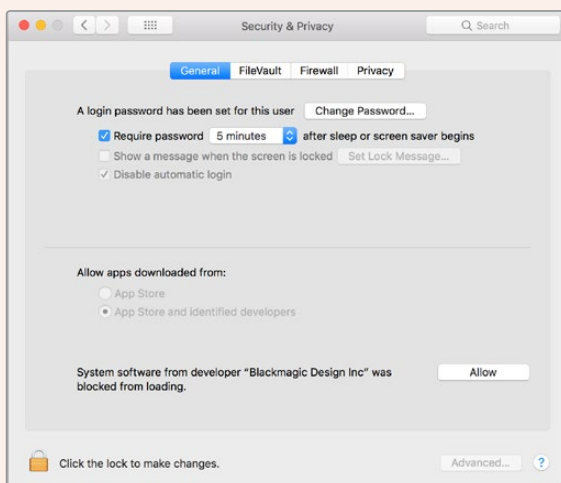 Security & Privacy
Search
General FileVault Firewall Privacy
A login password has been set for this user Change Password...
Require password 5 minutes after sleep or screen saver begins
Show a message when the screen is locked Set Lock Message...
Disable automatic login
Allow apps downloaded from:
App Store
App Store and identified developers
System software from developer “Blackmagic Design Inc” was Allow
blocked from loading.
Click the lock to make changes. Advanced... ?